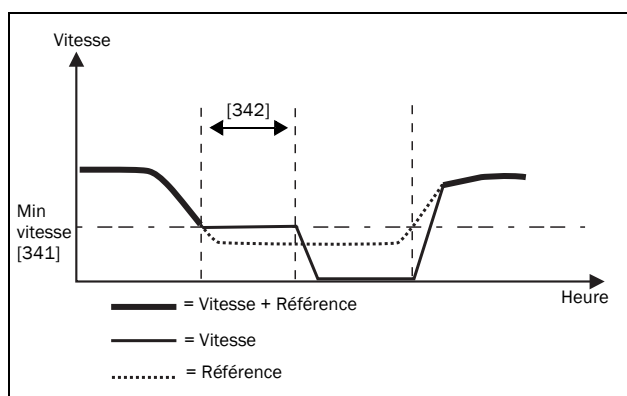 Vitesse
[342]
Min
vitesse
[341]
Heure
= Vitesse + Référence
= Vitesse
= Référence